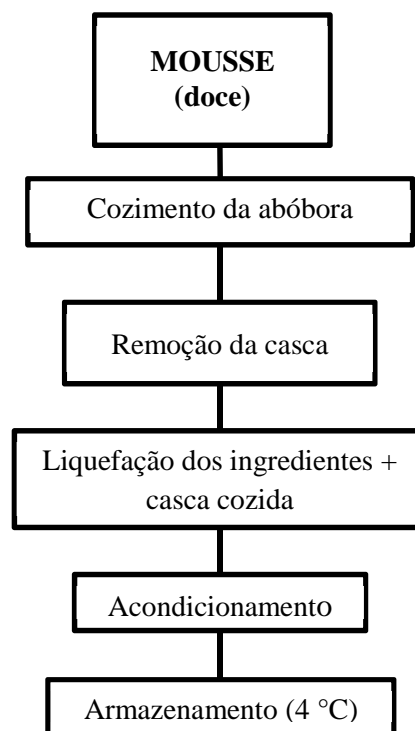 MOUSSE
(doce)
Cozimento da abóbora
Remoção da casca
Liquefação dos ingredientes +
casca cozida
Acondicionamento
Armazenamento (4 °C)